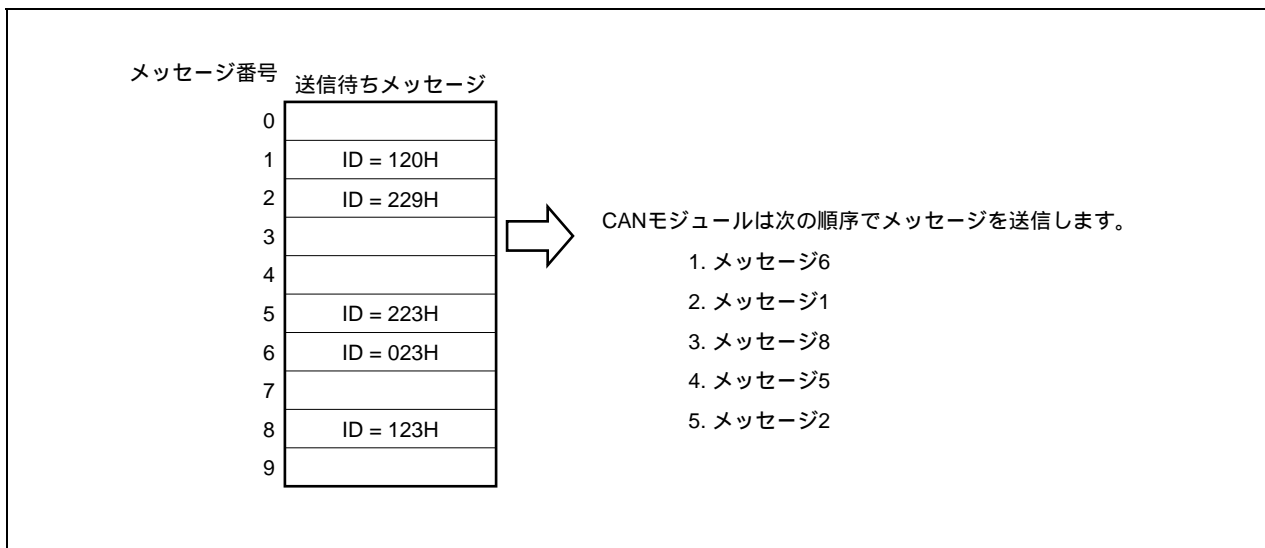 メッセージ番号
送信待ちメッセージ
0
1 ID = 120H
2 ID = 229H
3
4
5 ID = 223H
6 ID = 023H
7
8 ID = 123H
9
CANモジュールは次の順序でメッセージを送信します。
1. メッセージ6
2. メッセージ1
3. メッセージ8
4. メッセージ5
5. メッセージ2